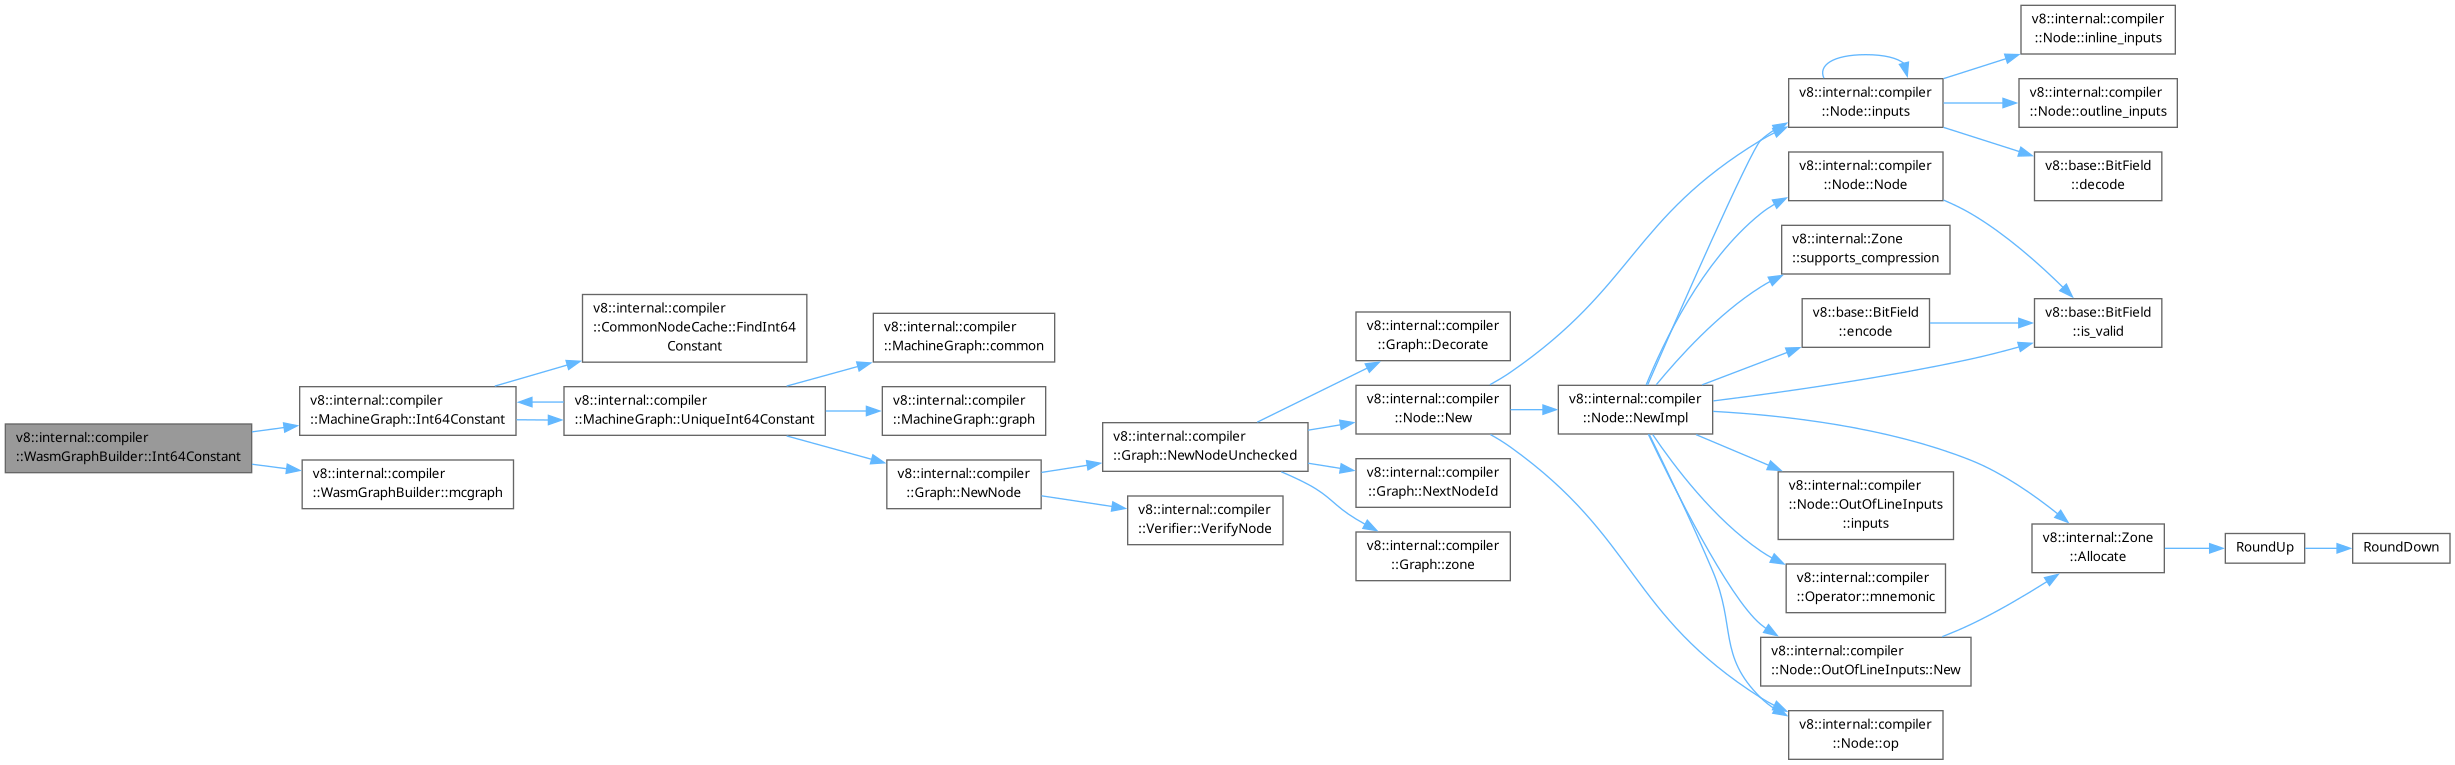 v8::internal::compiler
::WasmGraphBuilder::Int64Constant
v8::internal::compiler
::MachineGraph::Int64Constant
v8::internal::compiler
::WasmGraphBuilder::mcgraph
v8::internal::compiler
::CommonNodeCache::FindInt64
Constant
v8::internal::compiler
::MachineGraph::UniqueInt64Constant
v8::internal::compiler
::MachineGraph::common
v8::internal::compiler
::MachineGraph::graph
v8::internal::compiler
::Graph::NewNode
v8::internal::compiler
::Graph::NewNodeUnchecked
v8::internal::compiler
::Verifier::VerifyNode
v8::internal::compiler
::Graph::Decorate
v8::internal::compiler
::Node::New
v8::internal::compiler
::Graph::NextNodeId
v8::internal::compiler
::Graph::zone
v8::internal::compiler
::Node::NewImpl
v8::internal::compiler
::Node::inputs
v8::internal::compiler
::Node::Node
v8::internal::Zone
::supports_compression
v8::base::BitField
::encode
v8::internal::compiler
::Node::OutOfLineInputs
::inputs
v8::internal::compiler
::Operator::mnemonic
v8::internal::compiler
::Node::OutOfLineInputs::New
v8::internal::compiler
::Node::op
v8::internal::compiler
::Node::inline_inputs
v8::internal::compiler
::Node::outline_inputs
v8::base::BitField
::decode
v8::base::BitField
::is_valid
v8::internal::Zone
::Allocate
RoundUp
RoundDown